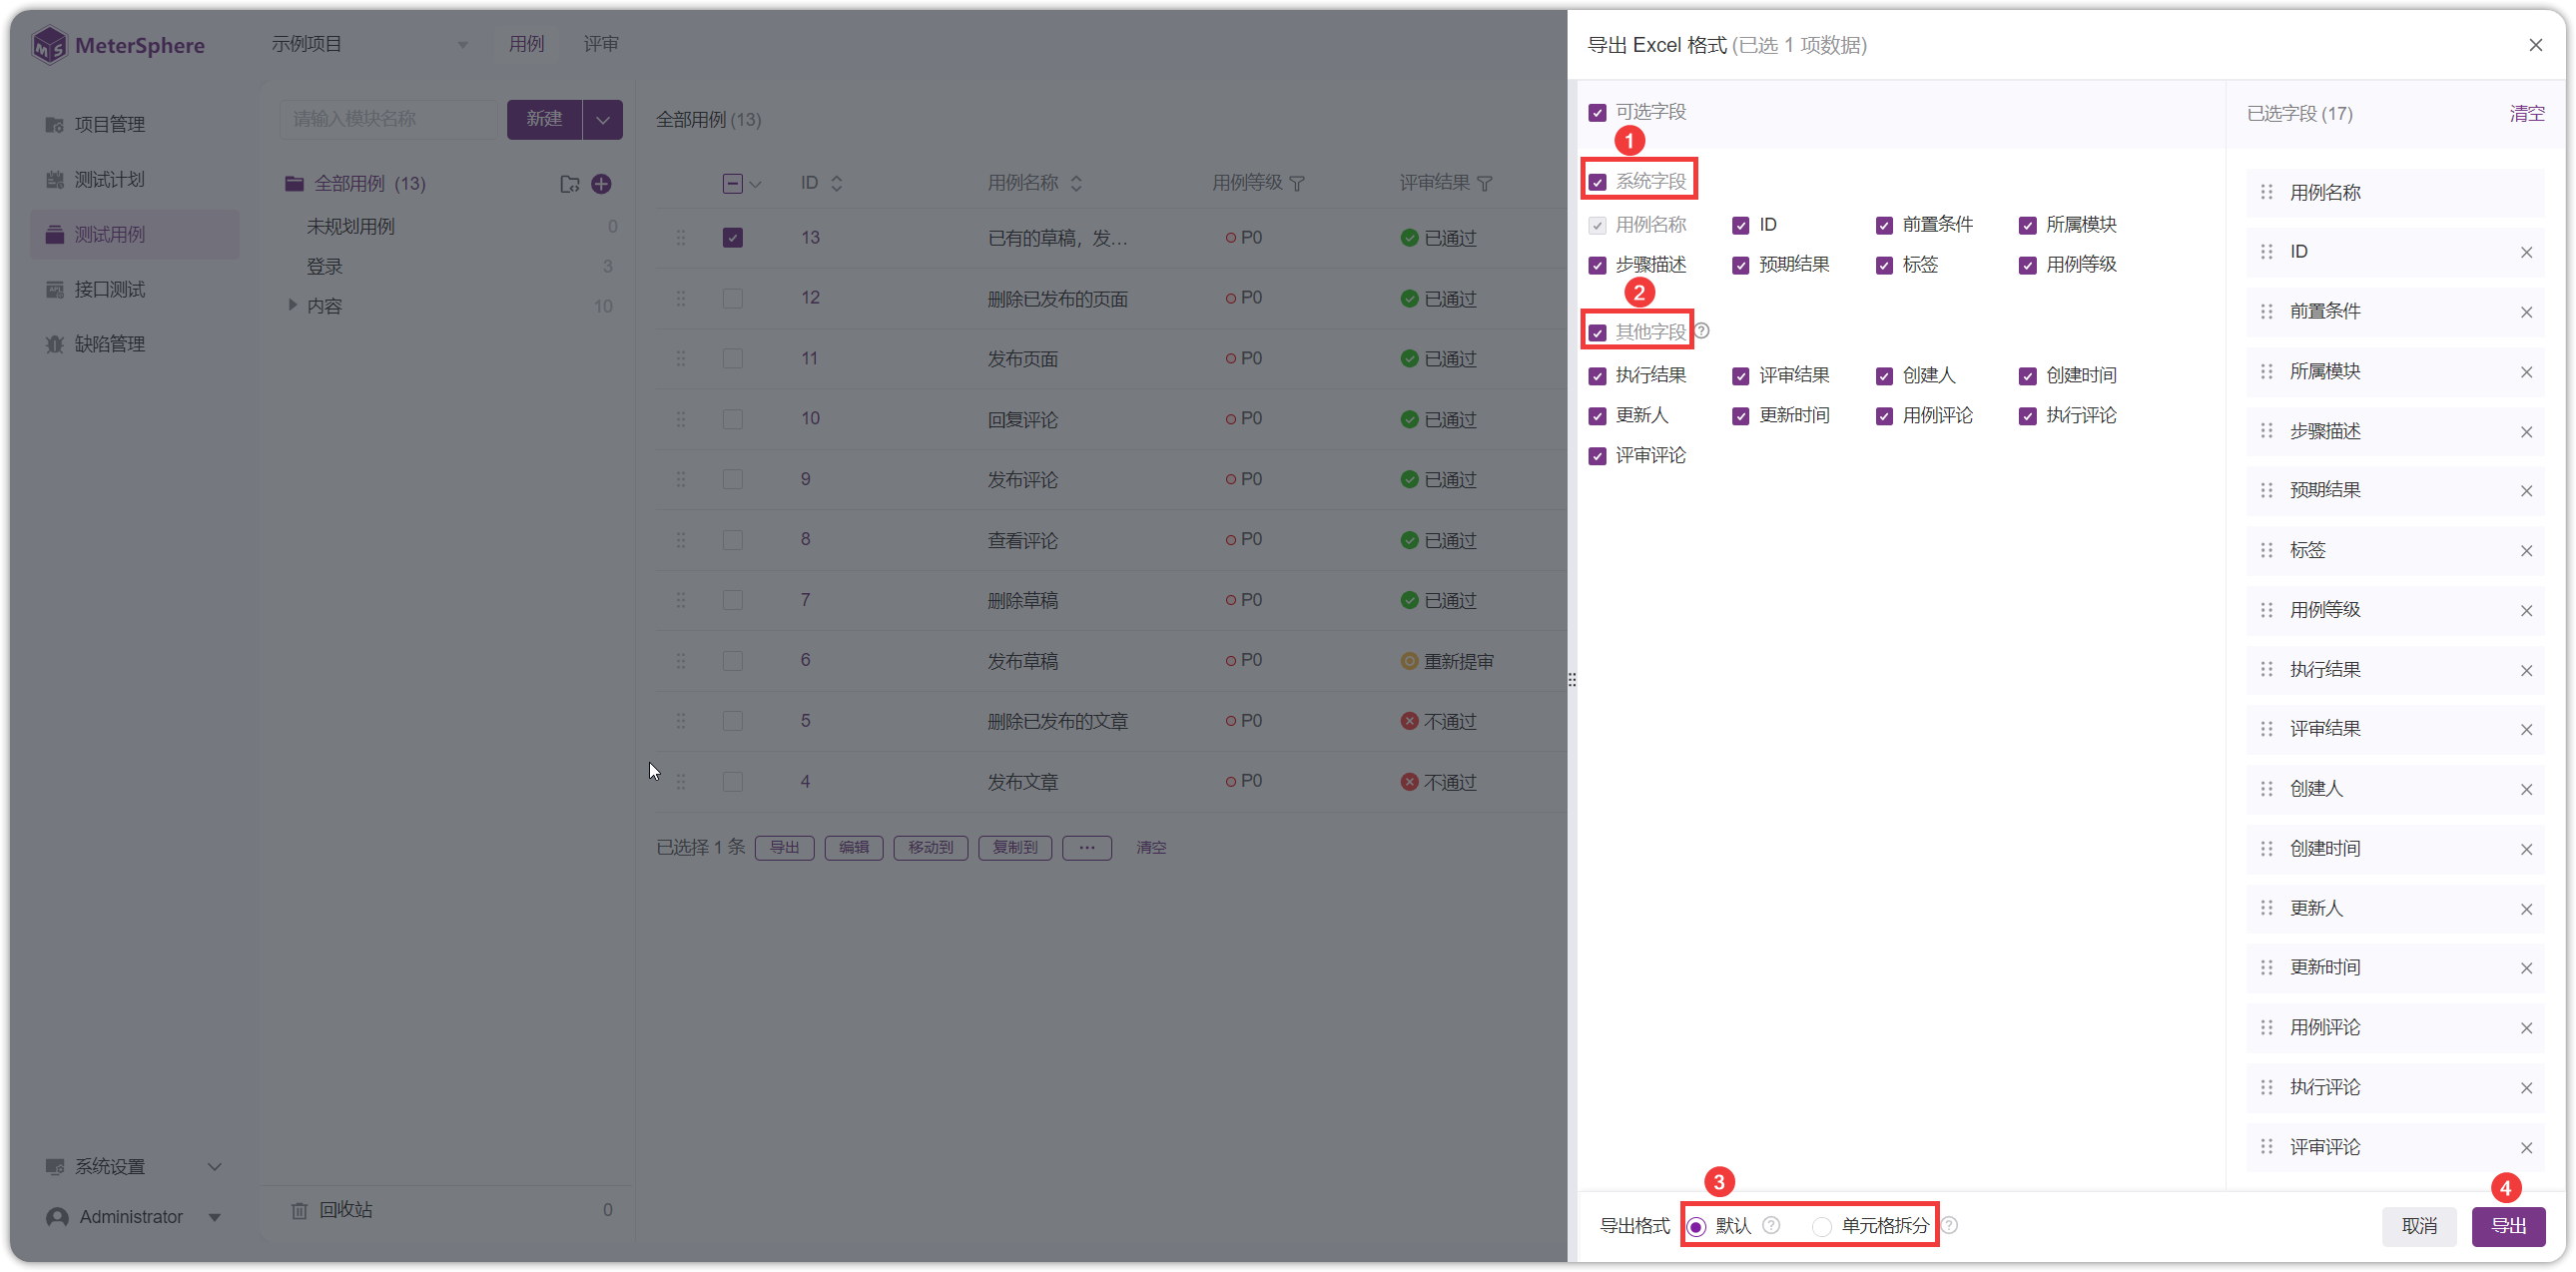 MeterSphere
示例项目
用例
评审
项目管理
测试计划
测试用例
接口测试
缺陷管理
系统设置
Administrator
请输入模块名称
新建
全部用例 (13)
未规划用例 0
登录 3
内容 10
回收站 0
全部用例 (13)
ID 用例名称 用例等级 评审结果
13 已有的草稿，发... P0 已通过
12 删除已发布的页面 P0 已通过
11 发布页面 P0 已通过
10 回复评论 P0 已通过
9 发布评论 P0 已通过
8 查看评论 P0 已通过
7 删除草稿 P0 已通过
6 发布草稿 P0 重新提审
5 删除已发布的文章 P0 不通过
4 发布文章 P0 不通过
已选择 1 条 导出 编辑 移动到 复制到 ··· 清空
导出 Excel 格式 (已选 1 项数据)
可选字段
1
系统字段
用例名称 ID 前置条件 所属模块
步骤描述 预期结果 标签 用例等级
2
其他字段
执行结果 评审结果 创建人 创建时间
更新人 更新时间 用例评论 执行评论
评审评论
已选字段 (17) 清空
用例名称
ID
前置条件
所属模块
步骤描述
预期结果
标签
用例等级
执行结果
评审结果
创建人
创建时间
更新人
更新时间
用例评论
执行评论
评审评论
3
导出格式 默认 单元格拆分
4
取消 导出